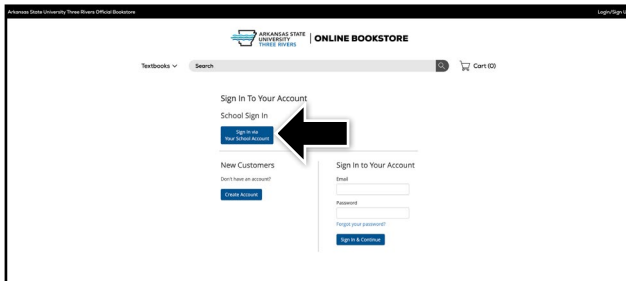 Arkansas State University Three Rivers Official Bookstore
Login/Sign U
ARKANSAS STATE
UNIVERSITY
THREE RIVERS
ONLINE BOOKSTORE
Textbooks
Search
Cart (0)
Sign In To Your Account
School Sign In
Sign In via
Your School Account
New Customers
Don't have an account?
Create Account
Sign In to Your Account
Email
Password
Forgot your password?
Sign In & Continue